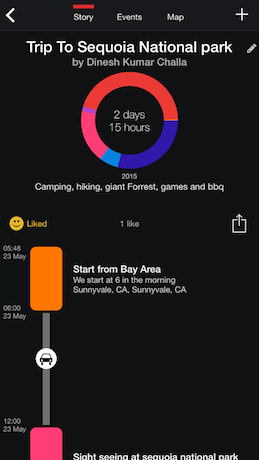 Story Events Map
Trip To Sequoia National park
by Dinesh Kumar Challa
2 days
15 hours
2015
Camping, hiking, giant Forrest, games and bbq
Liked 1 like
05:48
23 May
Start from Bay Area
We start at 6 in the morning
Sunnyvale, CA, Sunnyvale, CA
06:00
23 May
12:00
23 May
Sight seeing at sequoia national park